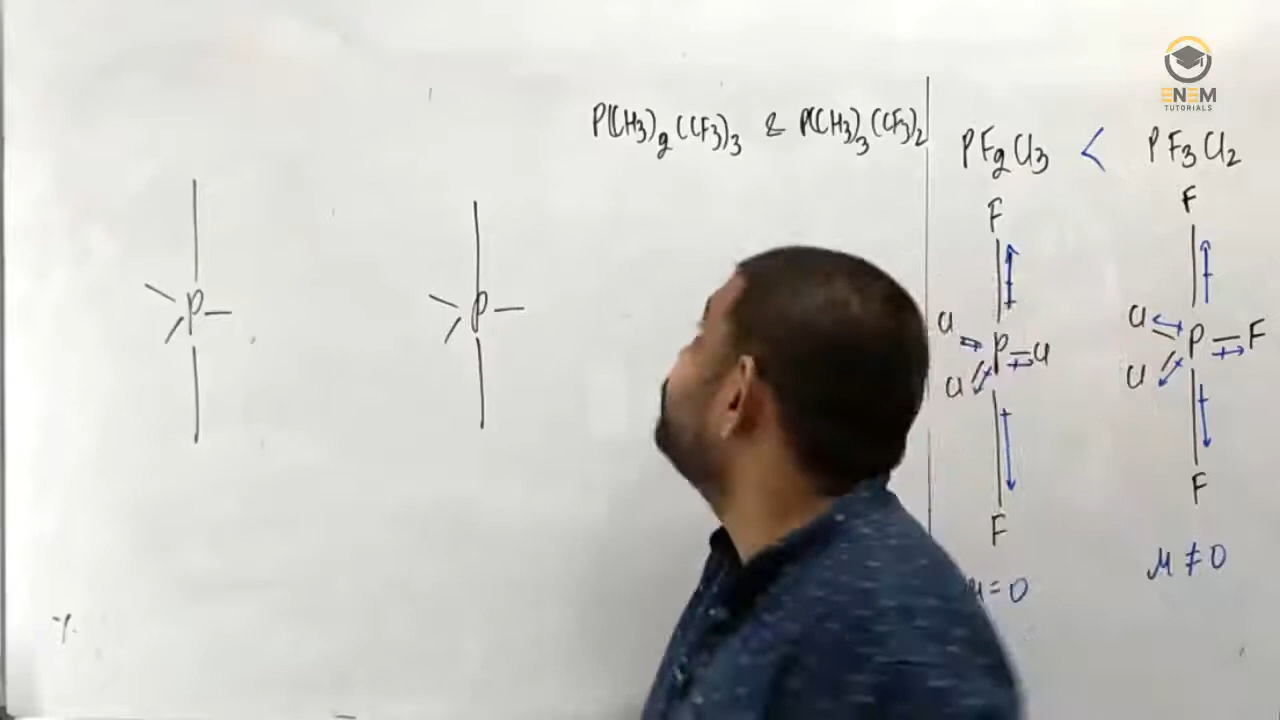 ENEM
TUTORIALS
P(CH3)2(CF3)3 & P(CH3)3(CF3)2
PF2Cl3 < PF3Cl2
F
F
Cl
P
Cl
Cl
F
μ = 0
Cl
P
F
Cl
F
μ ≠ 0
P
P